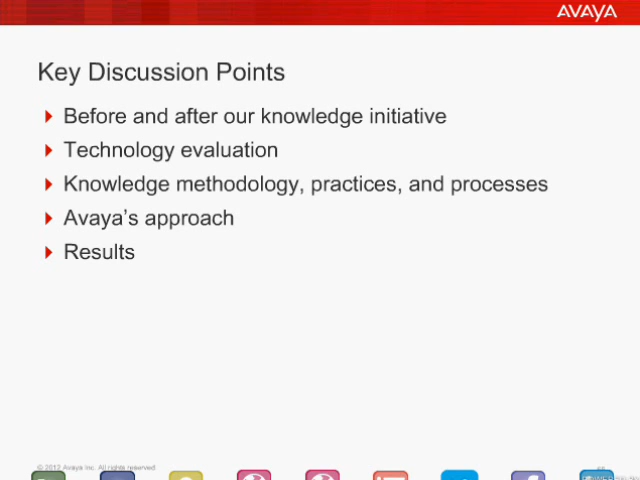 AVAYA
Key Discussion Points
Before and after our knowledge initiative
Technology evaluation
Knowledge methodology, practices, and processes
Avaya's approach
Results
© 2012 Avaya Inc. All rights reserved